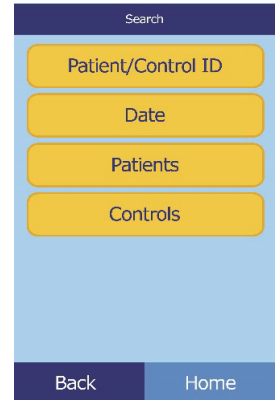 Search
Patient/Control ID
Date
Patients
Controls
Back Home